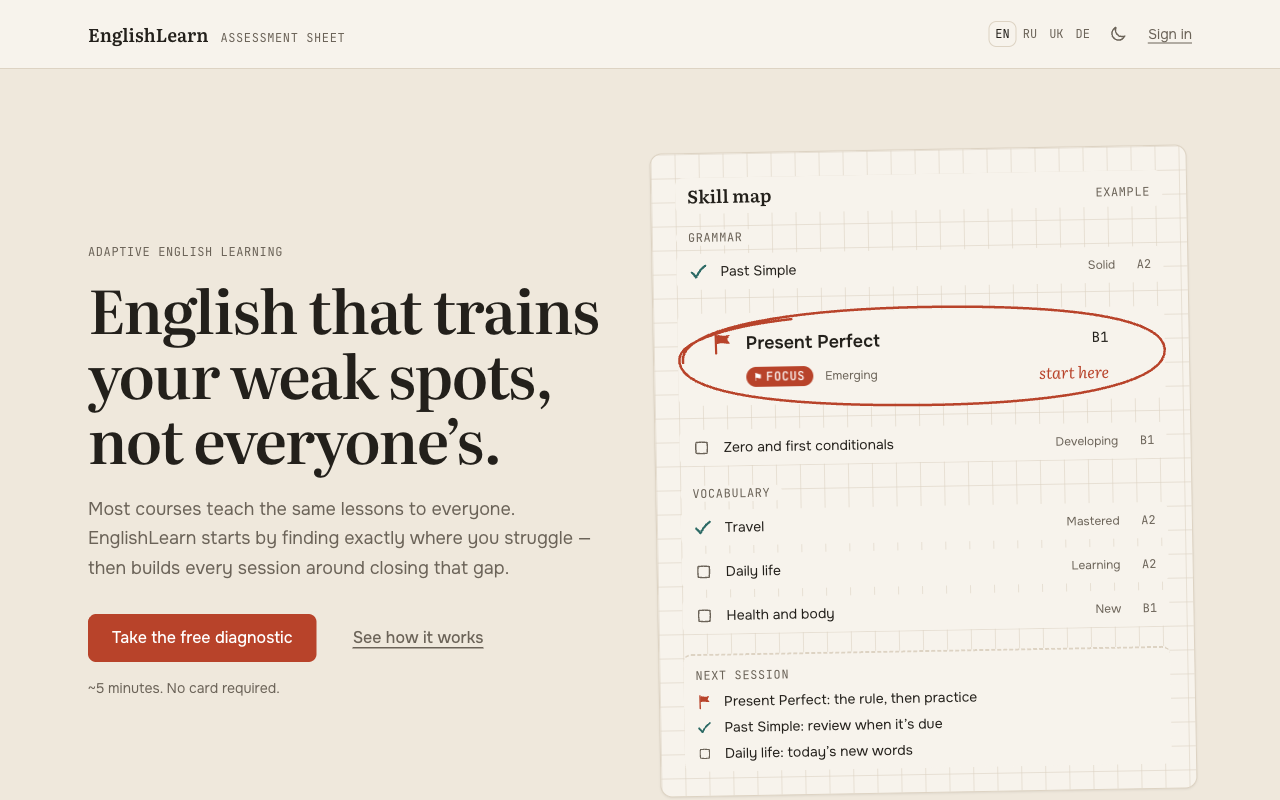 EnglishLearn ASSESSMENT SHEET
EN RU UK DE Sign in
ADAPTIVE ENGLISH LEARNING
English that trains
your weak spots,
not everyone’s.
Most courses teach the same lessons to everyone.
EnglishLearn starts by finding exactly where you struggle —
then builds every session around closing that gap.
Take the free diagnostic
See how it works
~5 minutes. No card required.
Skill map EXAMPLE
GRAMMAR
Past Simple Solid A2
Present Perfect B1
FOCUS Emerging start here
Zero and first conditionals Developing B1
VOCABULARY
Travel Mastered A2
Daily life Learning A2
Health and body New B1
NEXT SESSION
Present Perfect: the rule, then practice
Past Simple: review when it’s due
Daily life: today’s new words